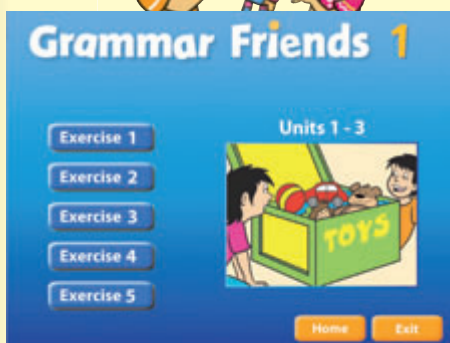 Grammar Friends 1
Exercise 1
Exercise 2
Exercise 3
Exercise 4
Exercise 5
Units 1 - 3
TOYS
Home
Exit